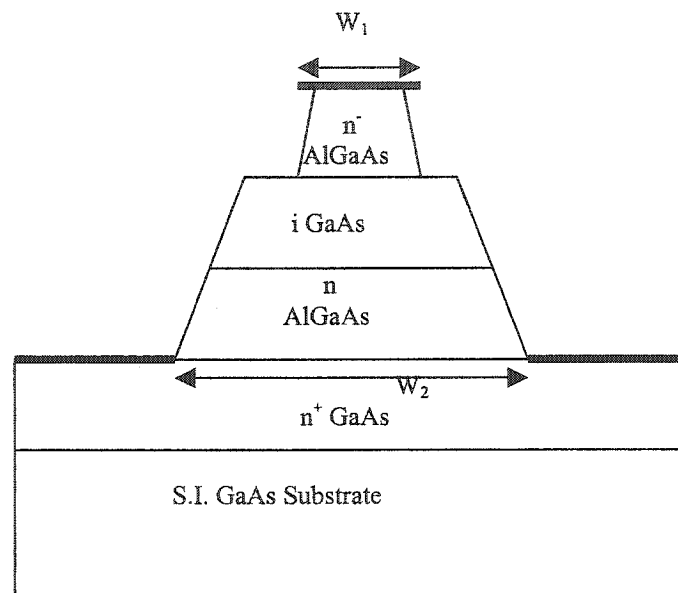 W₁
n⁻
AlGaAs
i GaAs
n
AlGaAs
W₂
n⁺ GaAs
S.I. GaAs Substrate